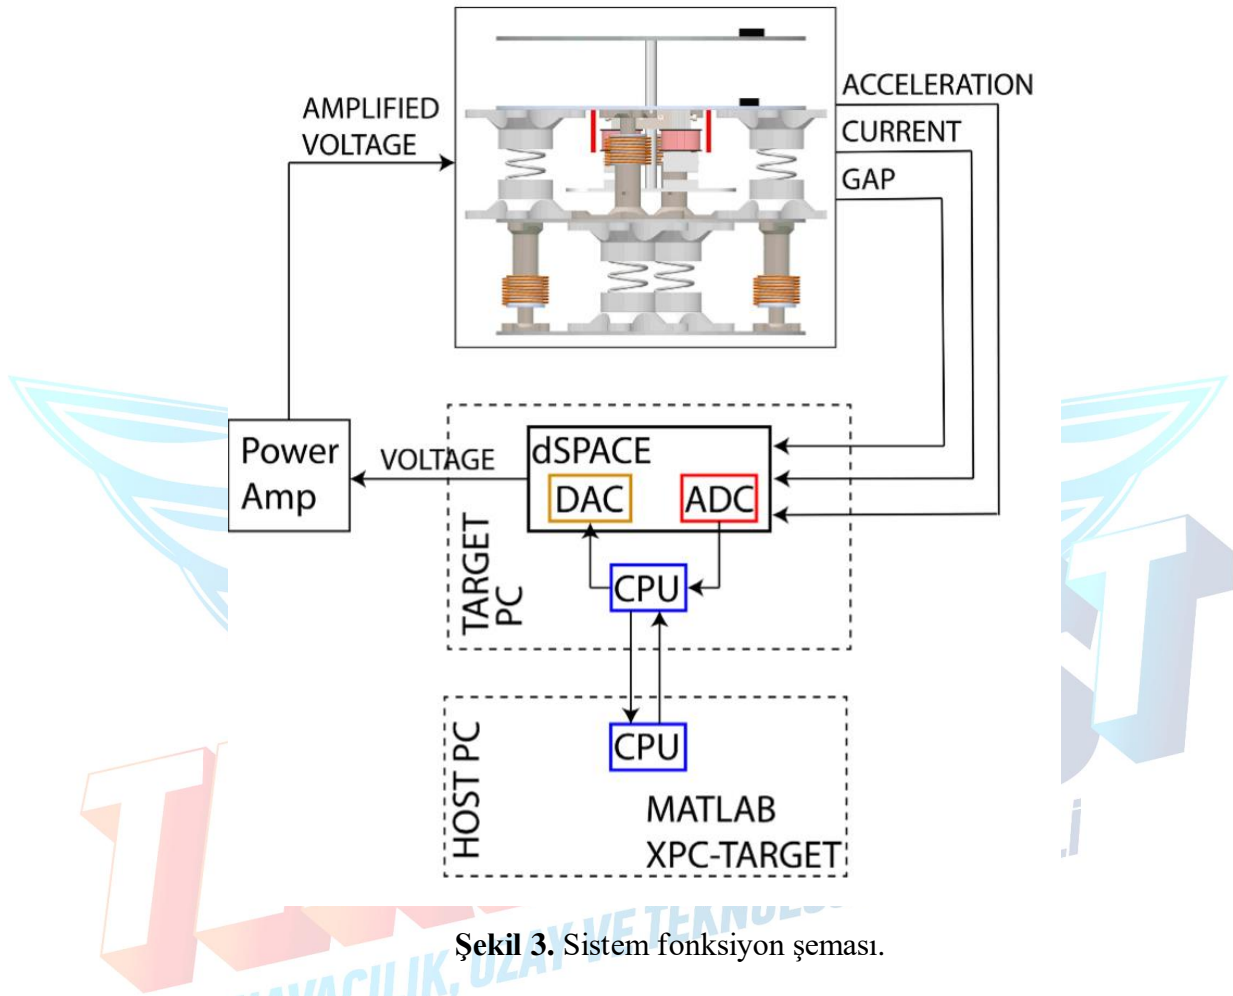 ACCELERATION
AMPLIFIED
VOLTAGE
CURRENT
GAP
Power
Amp
VOLTAGE
dSPACE
DAC
ADC
TARGET
PC
CPU
HOST PC
CPU
MATLAB
XPC-TARGET
Şekil 3. Sistem fonksiyon şeması.